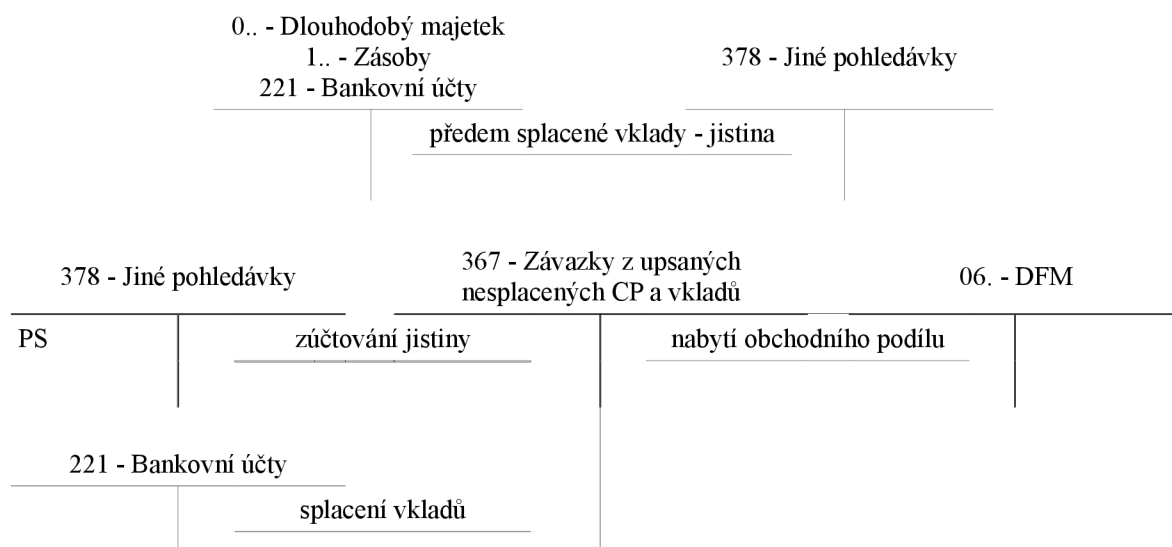 0.. - Dlouhodobý majetek
1.. - Zásoby
221 - Bankovní účty
378 - Jiné pohledávky
předem splacené vklady - jistina
378 - Jiné pohledávky
367 - Závazky z upsaných
nesplacených CP a vkladů
06. - DFM
PS
zúčtování jistiny
nabytí obchodního podílu
221 - Bankovní účty
splacení vkladů